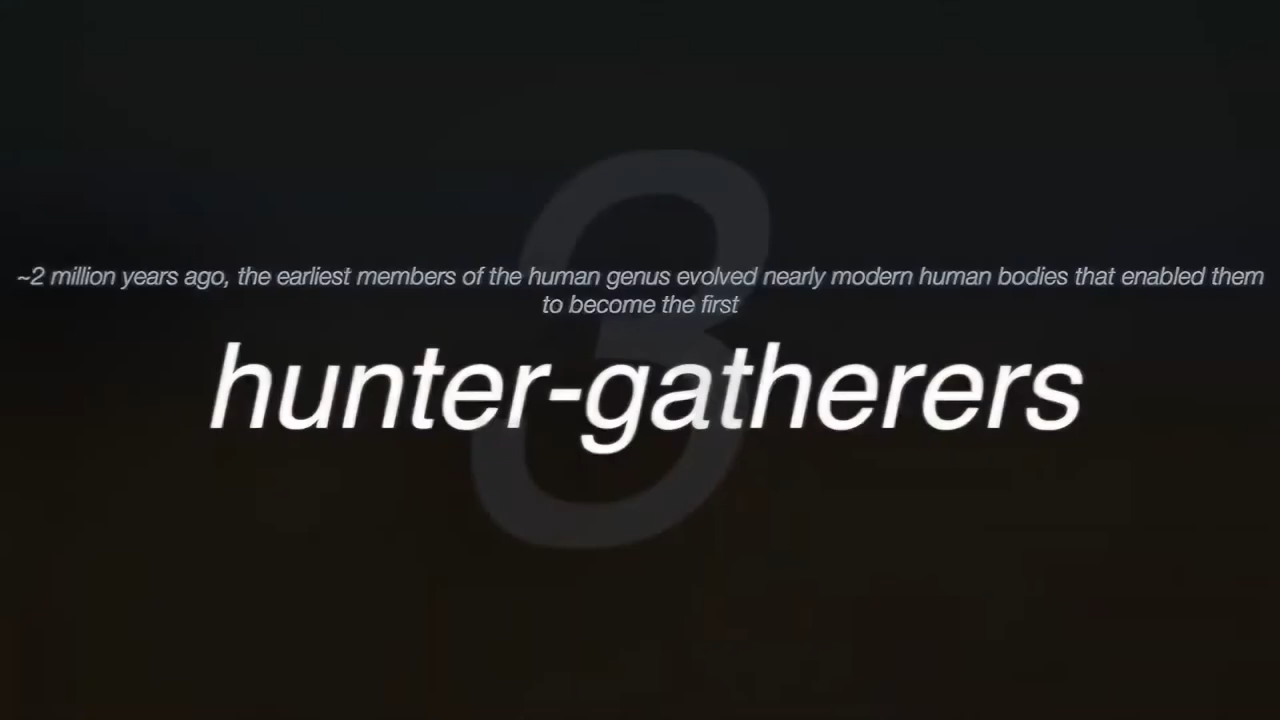 3
~2 million years ago, the earliest members of the human genus evolved nearly modern human bodies that enabled them
to become the first
hunter-gatherers